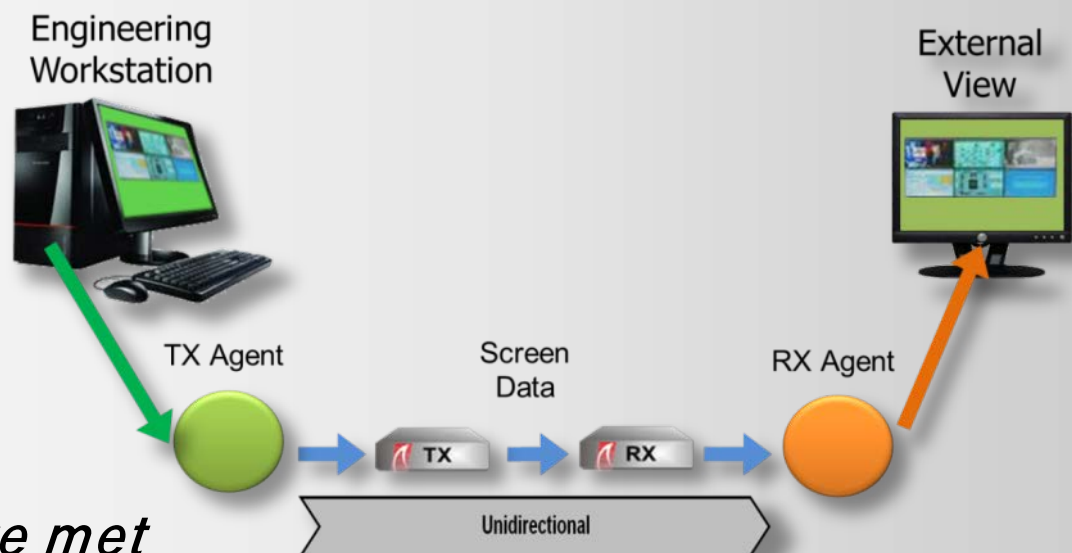 Engineering
Workstation
External
View
TX Agent
Screen
Data
RX Agent
TX
RX
Unidirectional
met